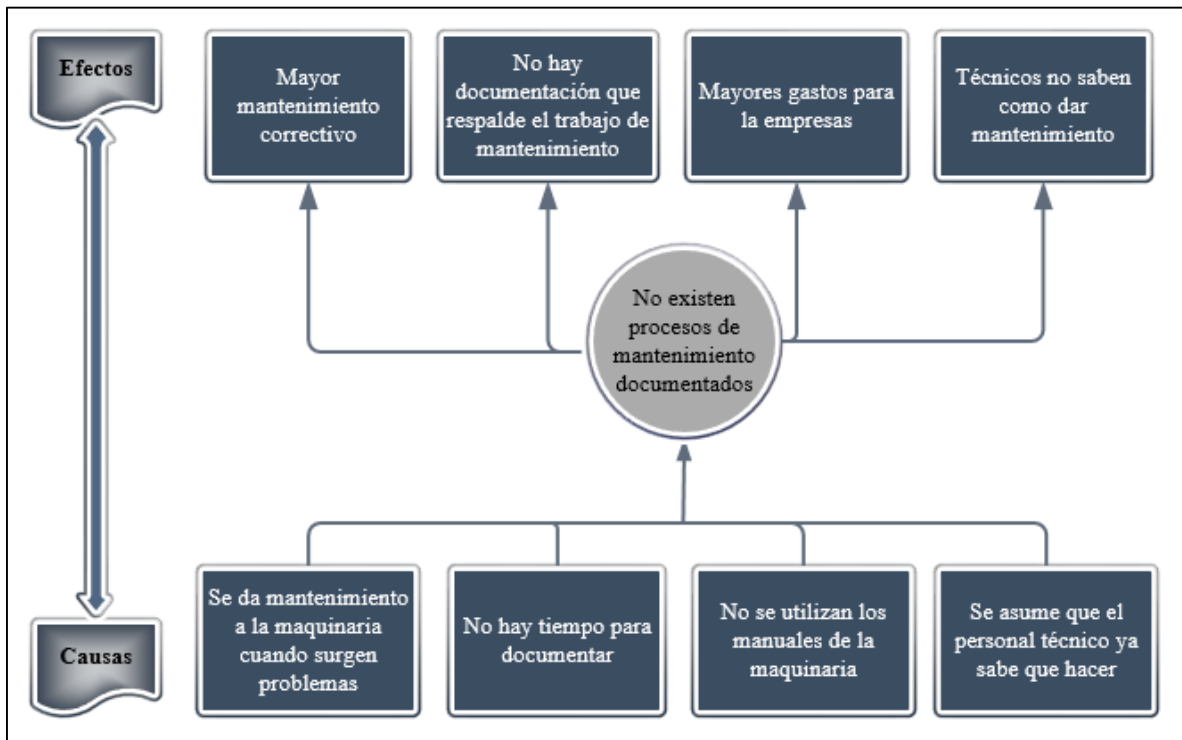 Efectos
Mayor
mantenimiento
correctivo
No hay
documentación que
respalde el trabajo de
mantenimiento
Mayores gastos para
la empresas
Técnicos no saben
como dar
mantenimiento
No existen
procesos de
mantenimiento
documentados
Causas
Se da mantenimiento
a la maquinaria
cuando surgen
problemas
No hay tiempo para
documentar
No se utilizan los
manuales de la
maquinaria
Se asume que el
personal técnico ya
sabe que hacer